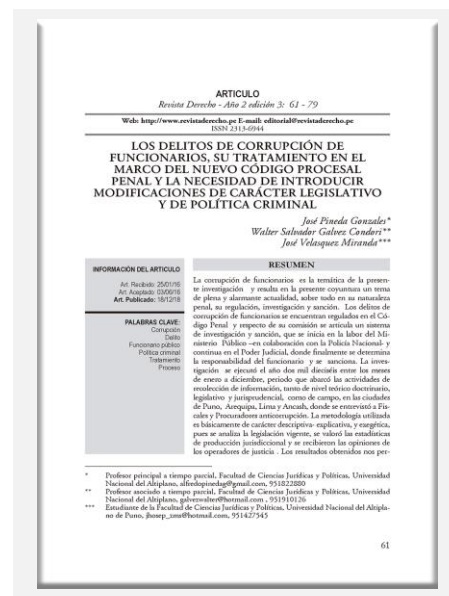 ARTICULO
Revista Derecho - Año 2 edición 3: 61 - 79
Web: http://www.revistaderecho.pe E-mail: editorial@revistaderecho.pe
ISSN 2313-6944
LOS DELITOS DE CORRUPCIÓN DE
FUNCIONARIOS, SU TRATAMIENTO EN EL
MARCO DEL NUEVO CÓDIGO PROCESAL
PENAL Y LA NECESIDAD DE INTRODUCIR
MODIFICACIONES DE CARÁCTER LEGISLATIVO
Y DE POLÍTICA CRIMINAL
José Pineda Gonzales*
Walter Salvador Galvez Condori**
José Velasquez Miranda***
INFORMACIÓN DEL ARTICULO
Art. Recibido: 25/01/16
Art. Aceptado: 03/06/16
Art. Publicado: 18/12/18
PALABRAS CLAVE:
Corrupción
Delito
Funcionario público
Política criminal
Tratamiento
Proceso
RESUMEN
La corrupción de funcionarios es la temática de la presen-
te investigación y resulta en la presente coyuntura un tema
de plena y alarmante actualidad, sobre todo en su naturaleza
penal, su regulación, investigación y sanción. Los delitos de
corrupción de funcionarios se encuentran regulados en el Có-
digo Penal y respecto de su comisión se articula un sistema
de investigación y sanción, que se inicia en la labor del Mi-
nisterio Público –en colaboración con la Policía Nacional- y
continua en el Poder Judicial, donde finalmente se determina
la responsabilidad del funcionario y se sanciona. La inves-
tigación se ejecutó el año dos mil dieciséis entre los meses
de enero a diciembre, periodo que abarcó las actividades de
recolección de información, tanto de nivel teórico doctrinario,
legislativo y jurisprudencial, como de campo, en las ciudades
de Puno, Arequipa, Lima y Ancash, donde se entrevistó a Fis-
cales y Procuradores anticorrupción. La metodología utilizada
es básicamente de carácter descriptiva- explicativa, y exegética,
pues se analiza la legislación vigente, se valoró las estadísticas
de producción jurisdiccional y se recibieron las opiniones de
los operadores de justicia . Los resultados obtenidos nos per-
* Profesor principal a tiempo parcial, Facultad de Ciencias Jurídicas y Políticas, Universidad
Nacional del Altiplano, alfredopinedag@gmail.com, 951822880
** Profesor asociado a tiempo parcial, Facultad de Ciencias Jurídicas y Políticas, Universidad
Nacional del Altiplano, galvezwalter@hotmail.com , 951910126
*** Estudiante de la Facultad de Ciencias Jurídicas y Políticas, Universidad Nacional del Altipla-
no de Puno, jhosep_zms@hotmail.com, 951427545
61